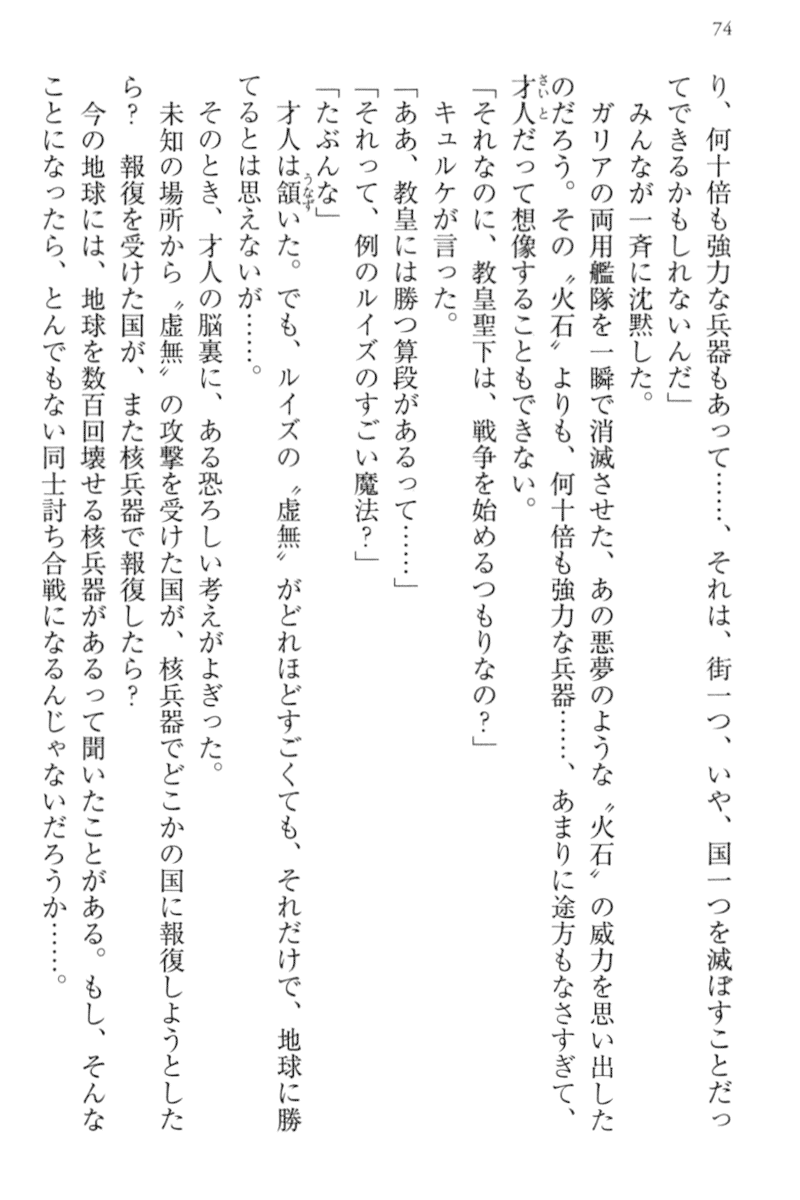 74
り、何十倍も強力な兵器もあって……、それは、街一つ、いや、国一つを滅ぼすことだっ
てできるかもしれないんだ」
みんなが一斉に沈黙した。
ガリアの両用艦隊を一瞬で消滅させた、あの悪夢のような〝火石〟の威力を思い出した
のだろう。その〝火石〟よりも、何十倍も強力な兵器……、あまりに途方もなさすぎて、
才人だって想像することもできない。
「それなのに、教皇聖下は、戦争を始めるつもりなの？」
キュルケが言った。
「ああ、教皇には勝つ算段があるって……」
「それって、例のルイズのすごい魔法？」
「たぶんな」
才人は頷いた。でも、ルイズの〝虚無〟がどれほどすごくても、それだけで、地球に勝
てるとは思えないが……。
そのとき、才人の脳裏に、ある恐ろしい考えがよぎった。
未知の場所から〝虚無〟の攻撃を受けた国が、核兵器でどこかの国に報復しようとした
ら？　報復を受けた国が、また核兵器で報復したら？
今の地球には、地球を数百回壊せる核兵器があるって聞いたことがある。もし、そんな
ことになったら、とんでもない同士討ち合戦になるんじゃないだろうか……。